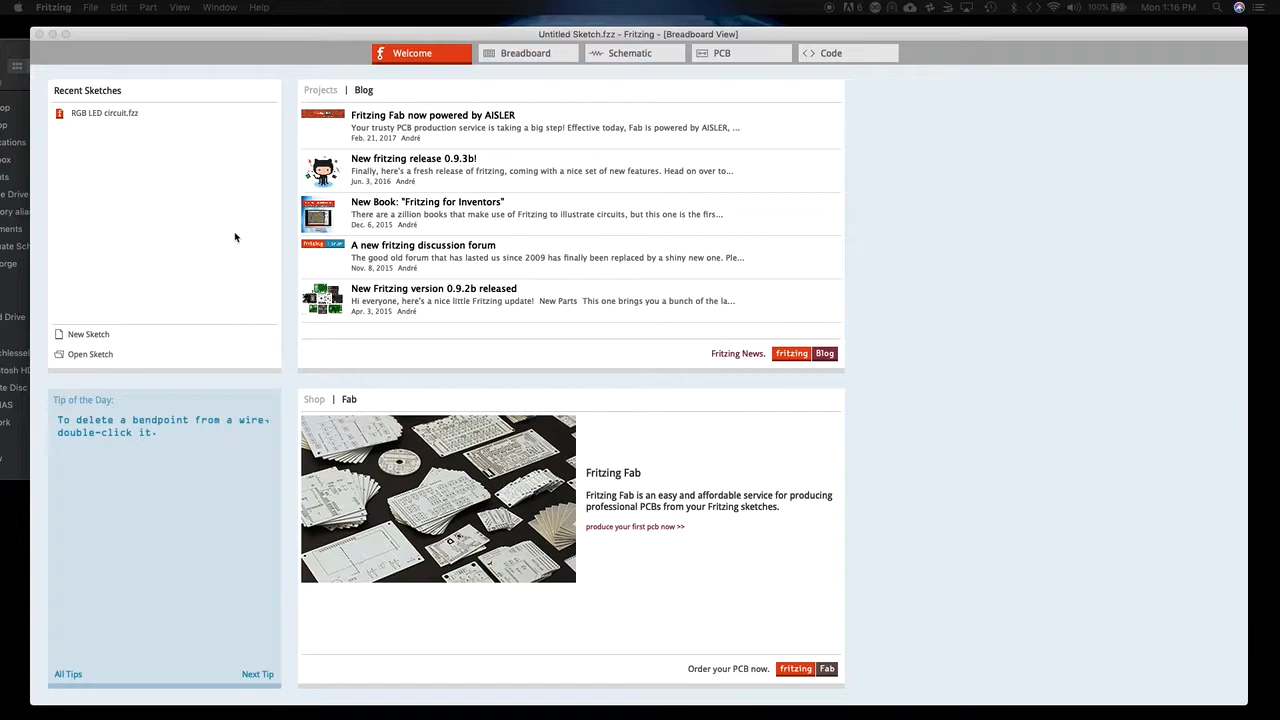 Fritzing File Edit Part View Window Help
6 100% Mon 1:16 PM
Untitled Sketch.fzz - Fritzing - [Breadboard View]
Welcome Breadboard Schematic PCB Code
Recent Sketches
RGB LED circuit.fzz
New Sketch
Open Sketch
Projects | Blog
Fritzing Fab now powered by AISLER
Your trusty PCB production service is taking a big step! Effective today, Fab is powered by AISLER, ...
Feb. 21, 2017 André
New fritzing release 0.9.3b!
Finally, here's a fresh release of fritzing, coming with a nice set of new features. Head on over to...
Jun. 3, 2016 André
New Book: "Fritzing for Inventors"
There are a zillion books that make use of Fritzing to illustrate circuits, but this one is the firs...
Dec. 6, 2015 André
A new fritzing discussion forum
The good old forum that has lasted us since 2009 has finally been replaced by a shiny new one. Ple...
Nov. 8, 2015 André
New Fritzing version 0.9.2b released
Hi everyone, here's a nice little Fritzing update! New Parts This one brings you a bunch of the la...
Apr. 3, 2015 André
Fritzing News. fritzing Blog
Tip of the Day:
To delete a bendpoint from a wire,
double-click it.
All Tips Next Tip
Shop | Fab
Fritzing Fab
Fritzing Fab is an easy and affordable service for producing
professional PCBs from your Fritzing sketches.
produce your first pcb now >>
Order your PCB now. fritzing Fab